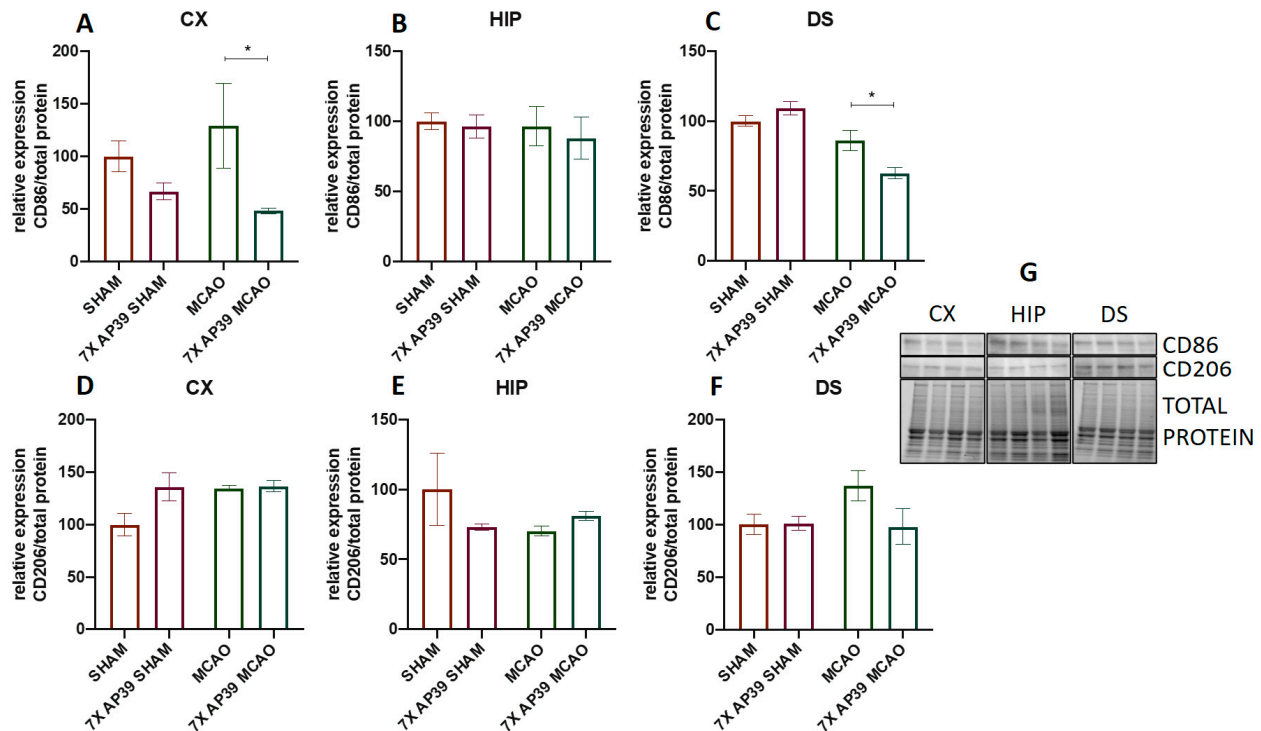 A
CX
relative expression
CD86/total protein
200
150
100
50
0
*
SHAM
7X AP39 SHAM
MCAO
7X AP39 MCAO
B
HIP
relative expression
CD86/total protein
150
100
50
0
SHAM
7X AP39 SHAM
MCAO
7X AP39 MCAO
C
DS
relative expression
CD86/total protein
150
100
50
0
*
SHAM
7X AP39 SHAM
MCAO
7X AP39 MCAO
G
CX HIP DS
CD86
CD206
TOTAL
PROTEIN
D
CX
relative expression
CD206/total protein
200
150
100
50
0
SHAM
7X AP39 SHAM
MCAO
7X AP39 MCAO
E
HIP
relative expression
CD206/total protein
150
100
50
0
SHAM
7X AP39 SHAM
MCAO
7X AP39 MCAO
F
DS
relative expression
CD206/total protein
200
150
100
50
0
SHAM
7X AP39 SHAM
MCAO
7X AP39 MCAO